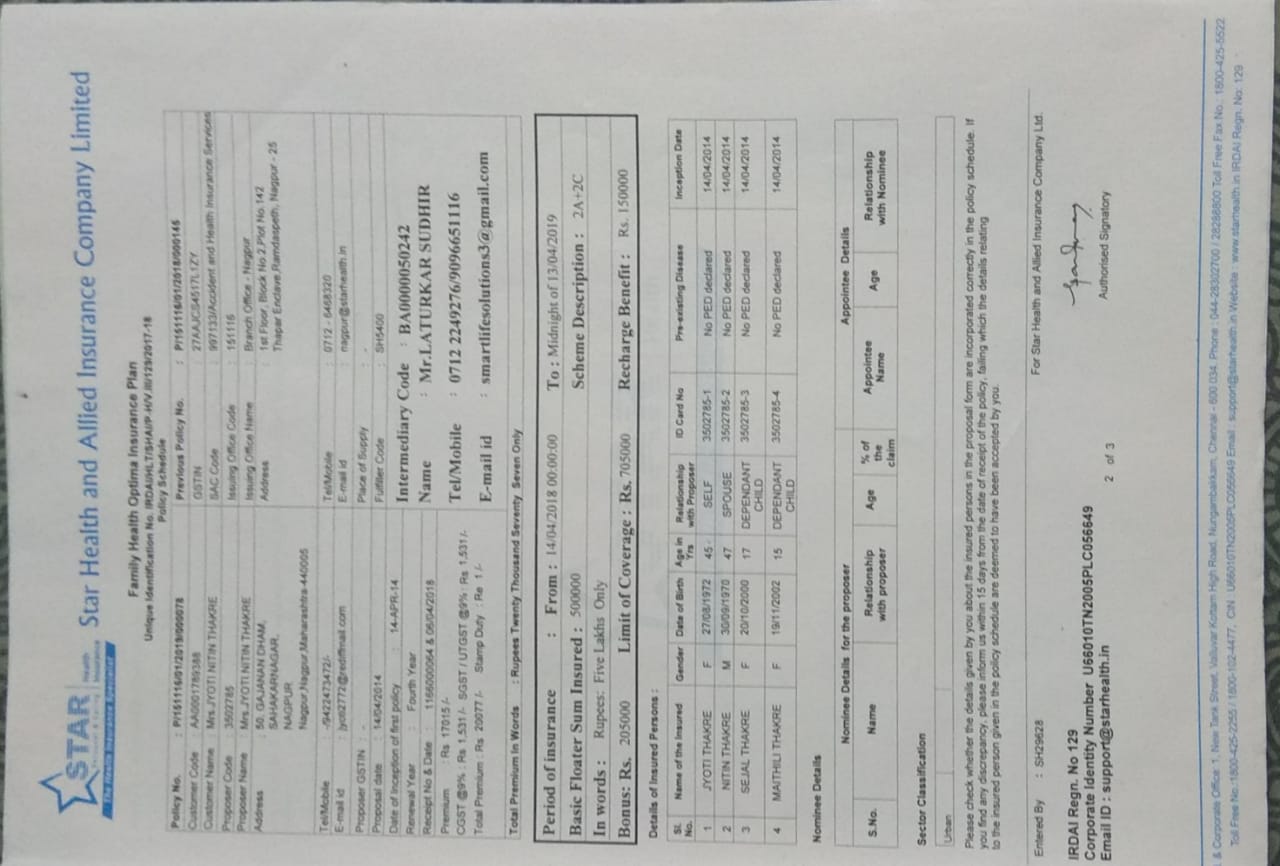 STAR Health Insurance
Personal & Caring
The Health Insurance Specialist
Star Health and Allied Insurance Company Limited
Family Health Optima Insurance Plan
Unique Identification No. IRDAI/HLT/SHAI/P-H/V.III/129/2017-18
Policy Schedule
Policy No. : P/151116/01/2019/000078 Previous Policy No. : P/151116/01/2018/000145
Customer Code : AA0001789388 GSTIN : 27AAJCS4517L1ZY
Customer Name : Mrs.JYOTI NITIN THAKRE SAC Code : 997133/Accident and Health Insurance Services
Proposer Code : 3502785 Issuing Office Code : 151116
Proposer Name : Mrs.JYOTI NITIN THAKRE Issuing Office Name : Branch Office - Nagpur
Address : 50, GAJANAN DHAM, Address : 1st Floor, Block No.2,Plot No.142
SAHAKARNAGAR, Thapar Enclave,Ramdaspeth, Nagpur - 25
NAGPUR
Nagpur,Nagpur,Maharashtra-440005
Tel/Mobile : -/9422473472/- Tel/Mobile : 0712 - 6468320
E-mail id : jyoti2772@rediffmail.com E-mail id : nagpur@starhealth.in
Proposer GSTIN : - Place of Supply : -
Proposal date : 14/04/2014 Fulfiller Code : SH5400
Date of Inception of first policy : 14-APR-14 Intermediary Code : BA0000050242
Renewal Year : Fourth Year Name : Mr.LATURKAR SUDHIR
Receipt No & Date : 1166000064 & 06/04/2018
Premium : Rs 17015 /- Tel/Mobile : 0712 2249276/9096651116
CGST @9% : Rs 1,531 /- SGST / UTGST @9% : Rs 1,531 /-
Total Premium : Rs 20077 /- Stamp Duty : Re 1 /- E-mail id : smartlifesolutions3@gmail.com
Total Premium In Words : Rupees Twenty Thousand Seventy Seven Only
Period of insurance : From : 14/04/2018 00:00:00 To : Midnight of 13/04/2019
Basic Floater Sum Insured : 500000 Scheme Description : 2A+2C
In words : Rupees: Five Lakhs Only
Bonus: Rs. 205000 Limit of Coverage : Rs. 705000 Recharge Benefit : Rs. 150000
Details of Insured Persons :
Sl. No. Name of the Insured Gender Date of Birth Age in Yrs Relationship with Proposer ID Card No Pre-existing Disease Inception Date
1 JYOTI THAKRE F 27/08/1972 45 SELF 3502785-1 No PED declared 14/04/2014
2 NITIN THAKRE M 30/09/1970 47 SPOUSE 3502785-2 No PED declared 14/04/2014
3 SEJAL THAKRE F 20/10/2000 17 DEPENDANT CHILD 3502785-3 No PED declared 14/04/2014
4 MAITHILI THAKRE F 19/11/2002 15 DEPENDANT CHILD 3502785-4 No PED declared 14/04/2014
Nominee Details
Nominee Details for the proposer Appointee Details
S.No. Name Relationship with proposer Age % of the claim Appointee Name Age Relationship with Nominee
Sector Classification
Urban
Please check whether the details given by you about the insured persons in the proposal form are incorporated correctly in the policy schedule. If
you find any discrepancy, please inform us within 15 days from the date of receipt of the policy, failing which the details relating
to the insured person given in the policy schedule are deemed to have been accepted by you.
Entered By : SH29628 For Star Health and Allied Insurance Company Ltd.
IRDAI Regn. No 129
Corporate Identity Number U66010TN2005PLC056649
Email ID : support@starhealth.in
Authorised Signatory
2 of 3
& Corporate Office: 1, New Tank Street, Valluvar Kottam High Road, Nungambakkam, Chennai - 600 034. Phone : 044-28302700 / 28288800 Toll Free Fax No.: 1800-425-5522
Toll Free No.:1800-425-2255 / 1800-102-4477, CIN : U66010TN2005PLC056649 Email : support@starhealth.in Website : www.starhealth.in IRDAI Regn. No: 129